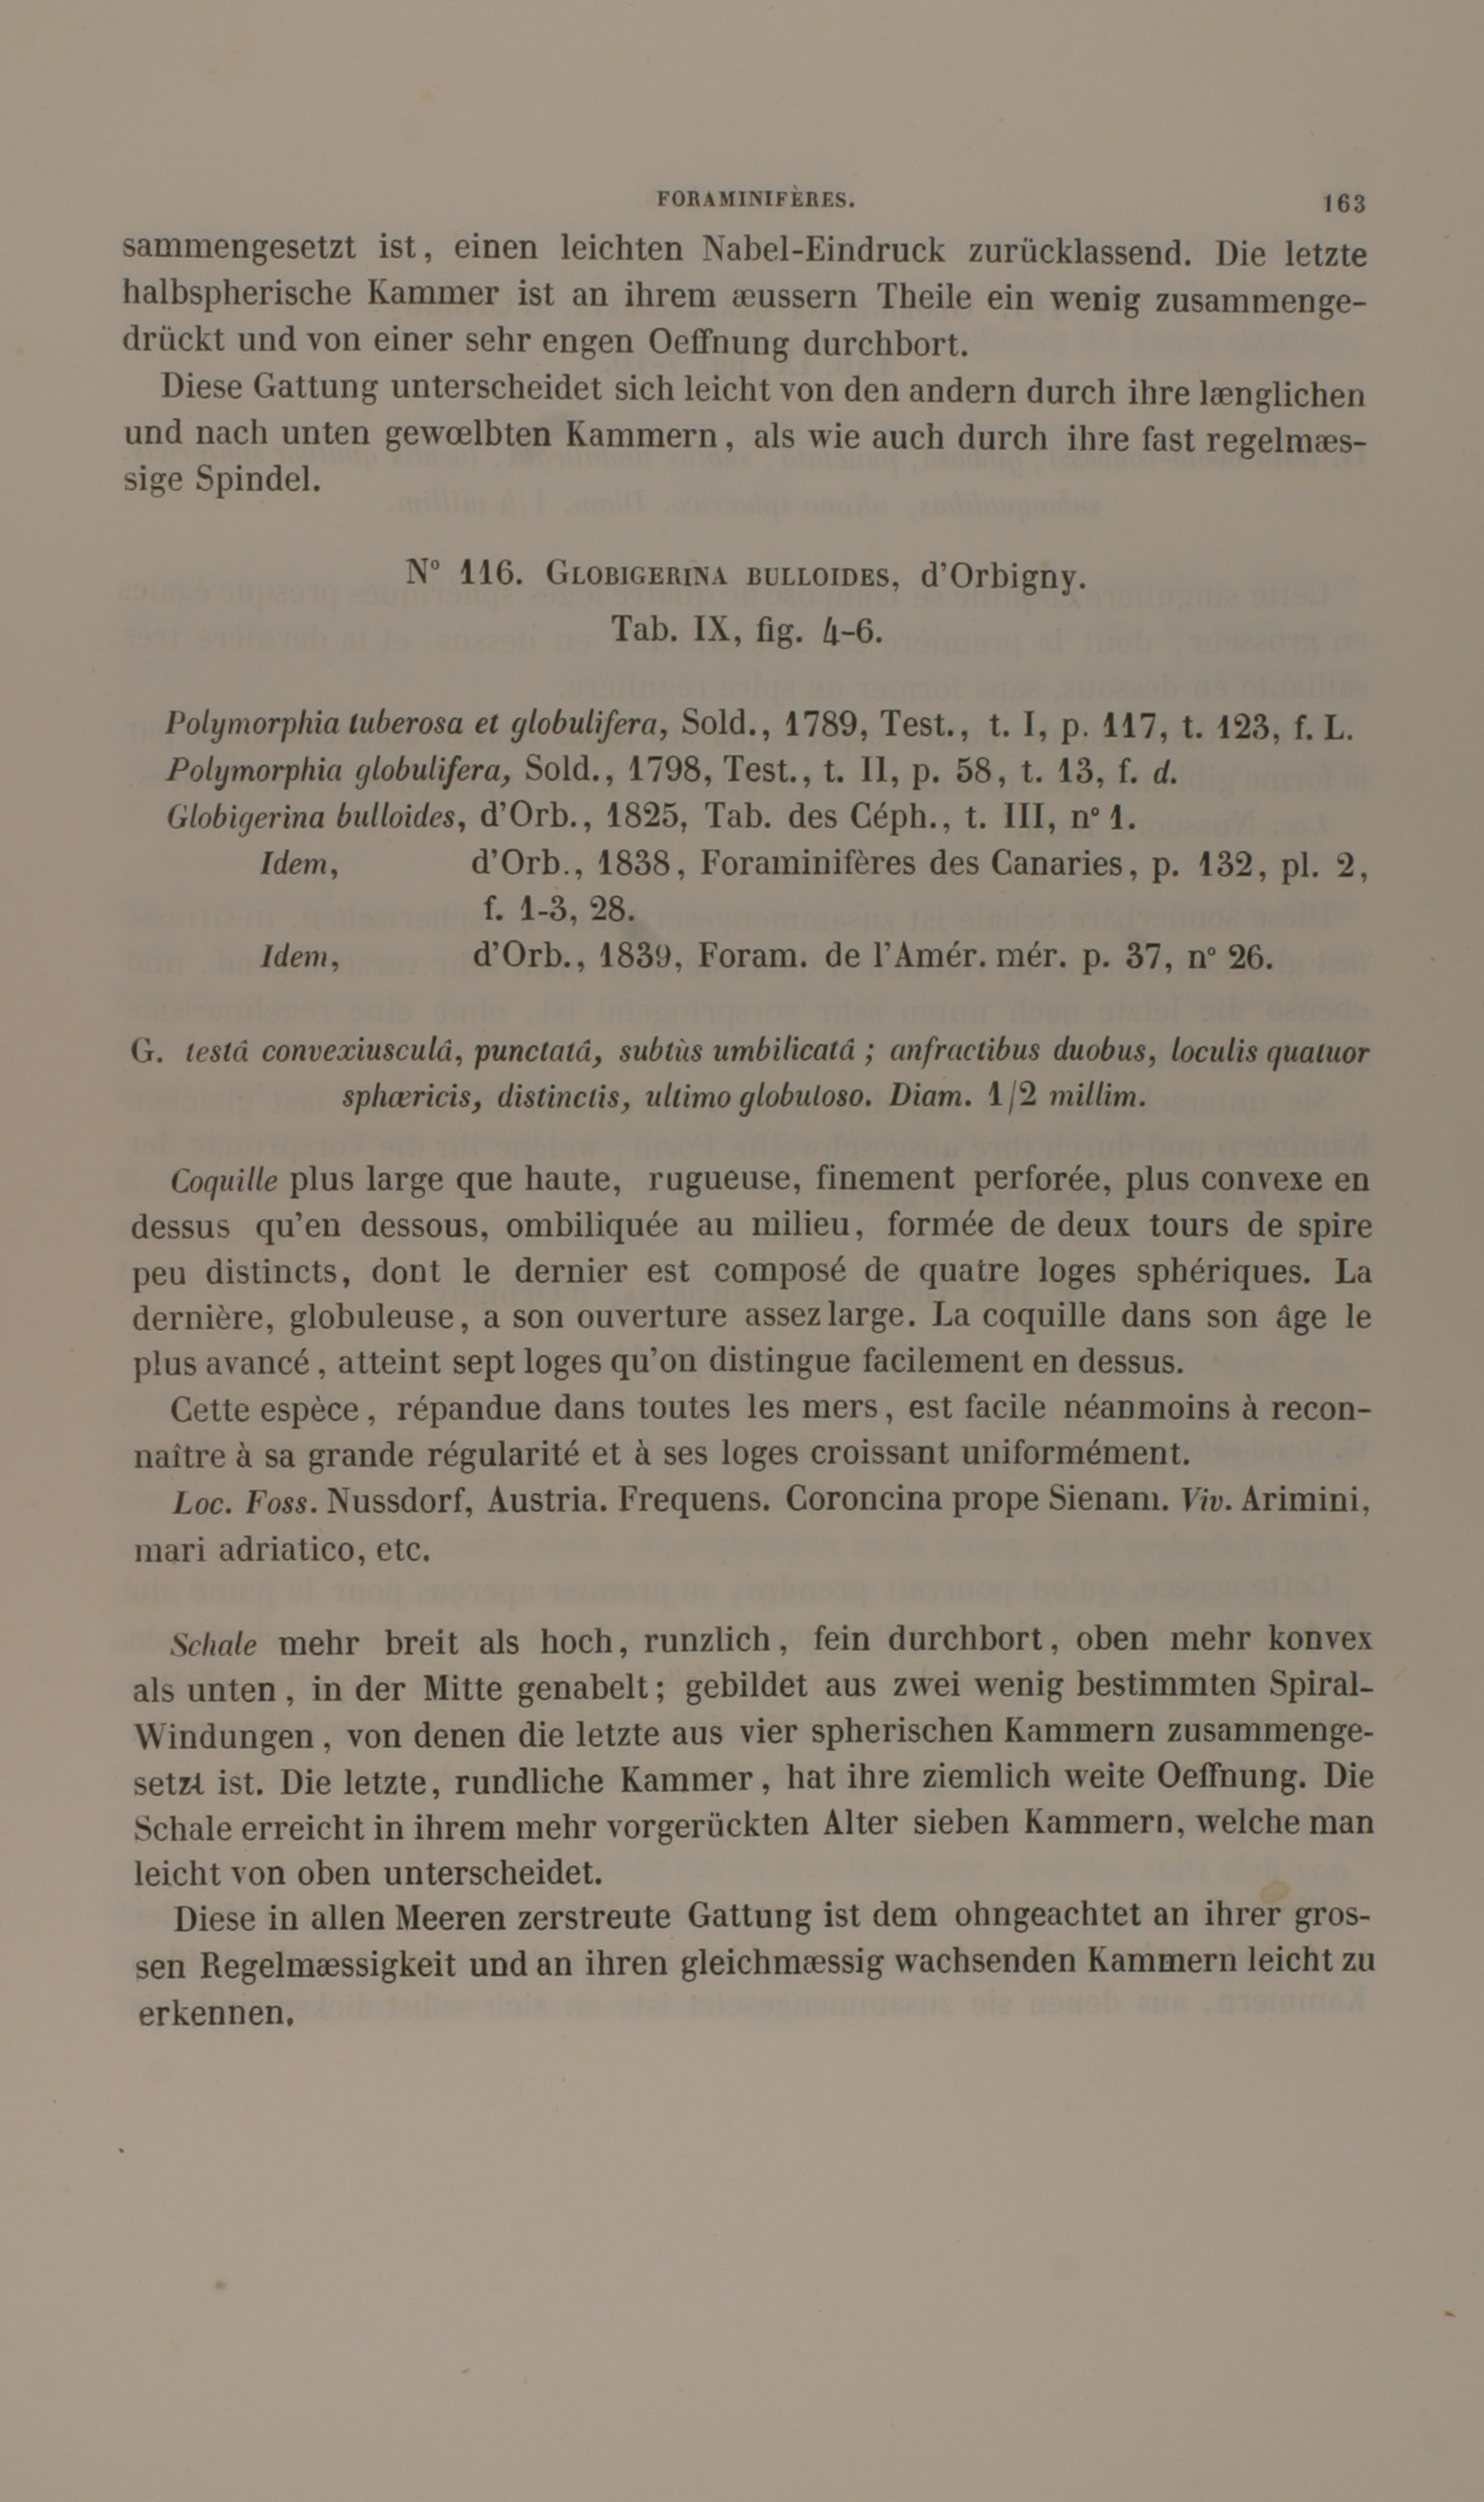 FORAMINIFÈRES. 163
sammengesetzt ist, einen leichten Nabel-Eindruck zurücklassend. Die letzte
halbspherische Kammer ist an ihrem æussern Theile ein wenig zusammenge-
drückt und von einer sehr engen Oeffnung durchbort.
Diese Gattung unterscheidet sich leicht von den andern durch ihre længlichen
und nach unten gewœlbten Kammern, als wie auch durch ihre fast regelmæs-
sige Spindel.
N° 116. GLOBIGERINA BULLOIDES, d'Orbigny.
Tab. IX, fig. 4-6.
Polymorphia tuberosa et globulifera, Sold., 1789, Test., t. I, p. 117, t. 123, f. L.
Polymorphia globulifera, Sold., 1798, Test., t. II, p. 58, t. 13, f. d.
Globigerina bulloides, d'Orb., 1825, Tab. des Céph., t. III, n° 1.
Idem, d'Orb., 1838, Foraminifères des Canaries, p. 132, pl. 2,
f. 1-3, 28.
Idem, d'Orb., 1839, Foram. de l'Amér. mér. p. 37, n° 26.
G. testâ convexiusculâ, punctatâ, subtùs umbilicatâ; anfractibus duobus, loculis quatuor
sphœricis, distinctis, ultimo globuloso. Diam. 1/2 millim.
Coquille plus large que haute, rugueuse, finement perforée, plus convexe en
dessus qu'en dessous, ombiliquée au milieu, formée de deux tours de spire
peu distincts, dont le dernier est composé de quatre loges sphériques. La
dernière, globuleuse, a son ouverture assez large. La coquille dans son âge le
plus avancé, atteint sept loges qu'on distingue facilement en dessus.
Cette espèce, répandue dans toutes les mers, est facile néanmoins à recon-
naître à sa grande régularité et à ses loges croissant uniformément.
Loc. Foss. Nussdorf, Austria. Frequens. Coroncina prope Sienam. Viv. Arimini,
mari adriatico, etc.
Schale mehr breit als hoch, runzlich, fein durchbort, oben mehr konvex
als unten, in der Mitte genabelt; gebildet aus zwei wenig bestimmten Spiral-
Windungen, von denen die letzte aus vier spherischen Kammern zusammenge-
setzt ist. Die letzte, rundliche Kammer, hat ihre ziemlich weite Oeffnung. Die
Schale erreicht in ihrem mehr vorgerückten Alter sieben Kammern, welche man
leicht von oben unterscheidet.
Diese in allen Meeren zerstreute Gattung ist dem ohngeachtet an ihrer gros-
sen Regelmæssigkeit und an ihren gleichmæssig wachsenden Kammern leicht zu
erkennen,